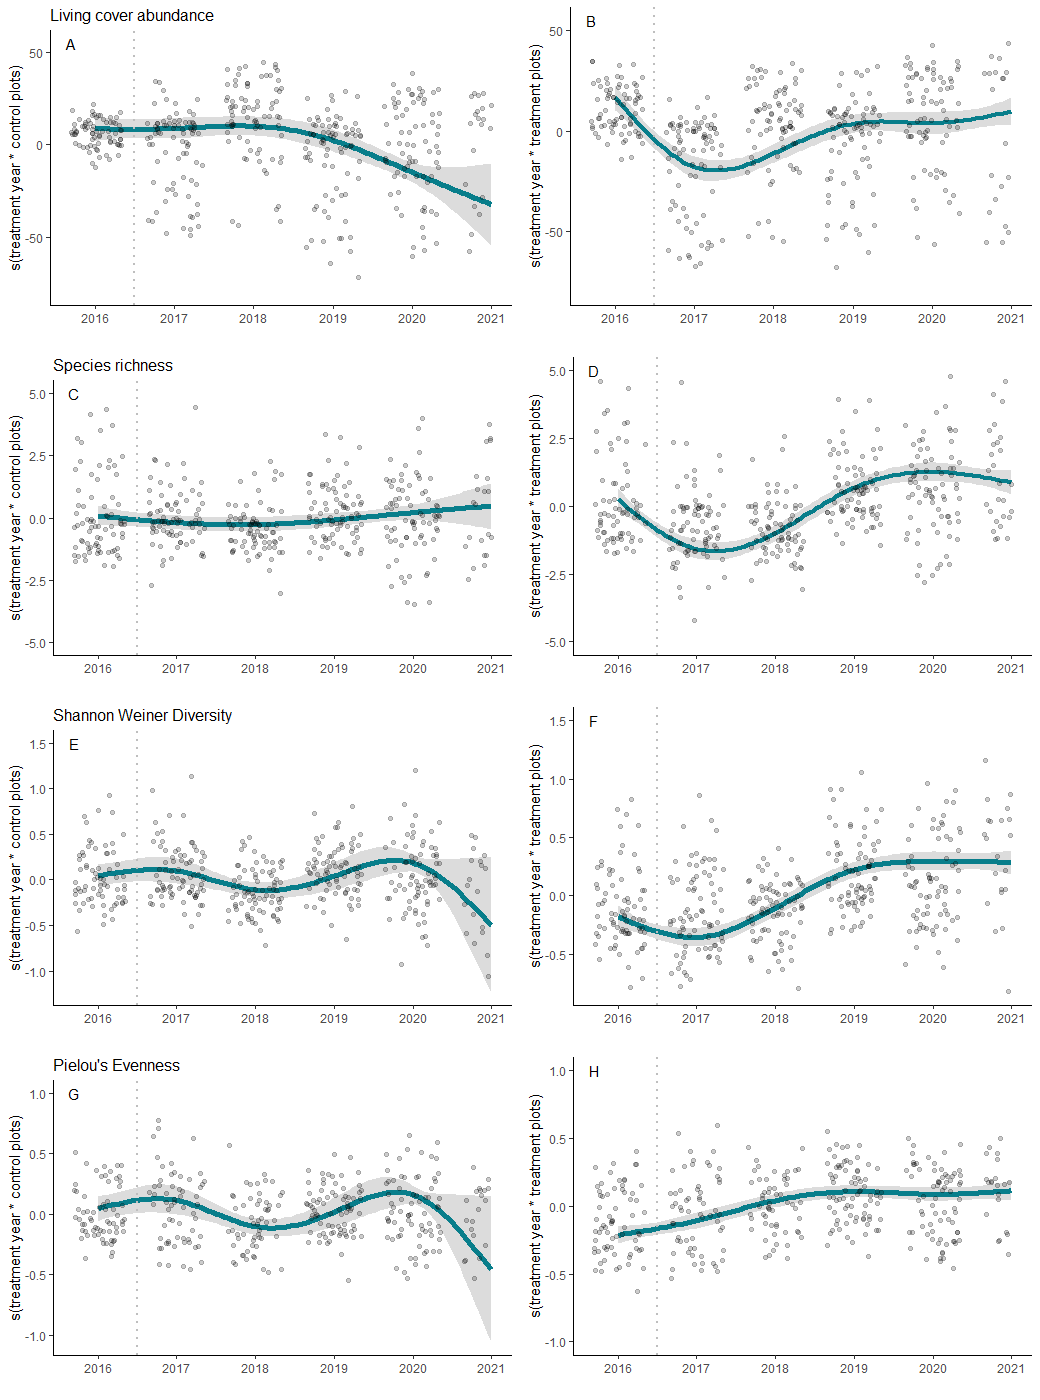 Living cover abundance
A
s(treatment year * control plots)
50
0
-50
2016 2017 2018 2019 2020 2021
B
s(treatment year * treatment plots)
50
0
-50
2016 2017 2018 2019 2020 2021
Species richness
C
s(treatment year * control plots)
5.0
2.5
0.0
-2.5
-5.0
2016 2017 2018 2019 2020 2021
D
s(treatment year * treatment plots)
5.0
2.5
0.0
-2.5
-5.0
2016 2017 2018 2019 2020 2021
Shannon Weiner Diversity
E
s(treatment year * control plots)
1.5
1.0
0.5
0.0
-0.5
-1.0
2016 2017 2018 2019 2020 2021
F
s(treatment year * treatment plots)
1.5
1.0
0.5
0.0
-0.5
2016 2017 2018 2019 2020 2021
Pielou's Evenness
G
s(treatment year * control plots)
1.0
0.5
0.0
-0.5
-1.0
2016 2017 2018 2019 2020 2021
H
s(treatment year * treatment plots)
1.0
0.5
0.0
-0.5
-1.0
2016 2017 2018 2019 2020 2021